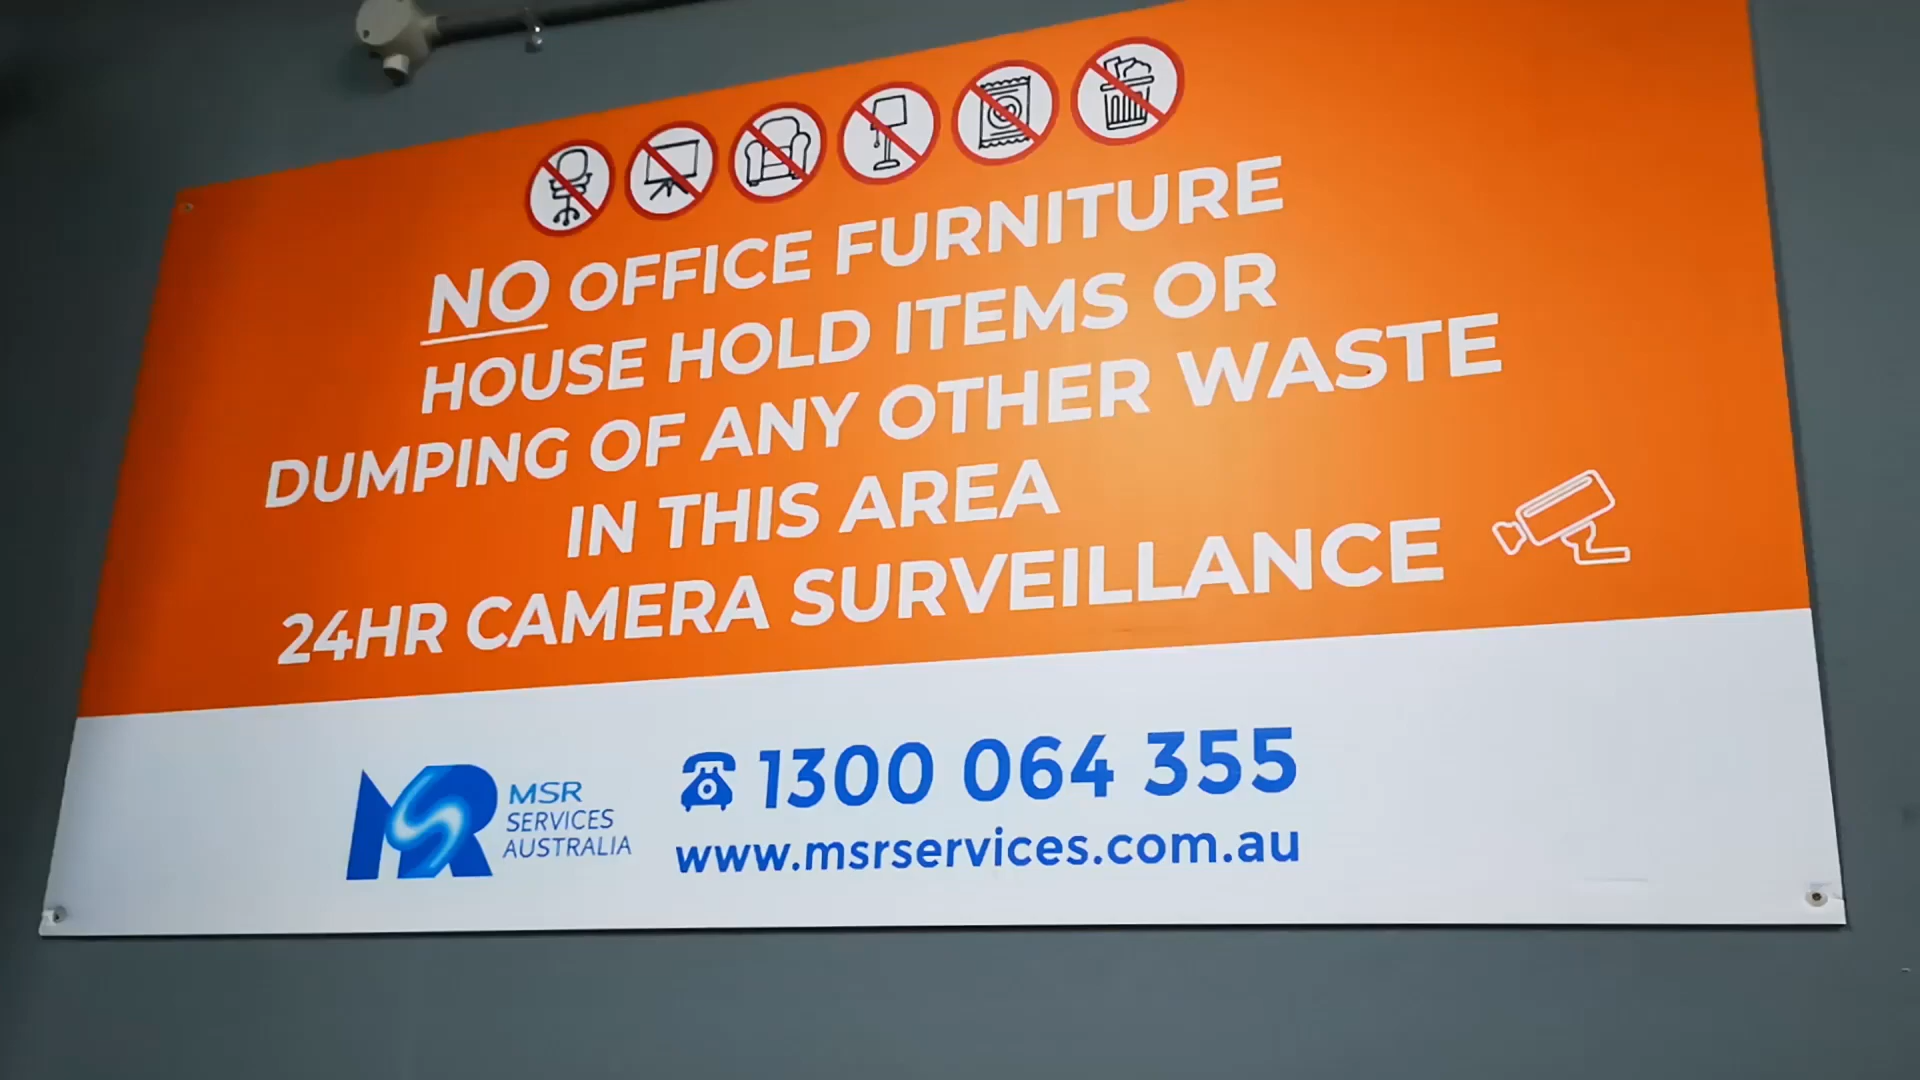 NO OFFICE FURNITURE
HOUSE HOLD ITEMS OR
DUMPING OF ANY OTHER WASTE
IN THIS AREA
24HR CAMERA SURVEILLANCE
MSR
SERVICES
AUSTRALIA
1300 064 355
www.msrservices.com.au